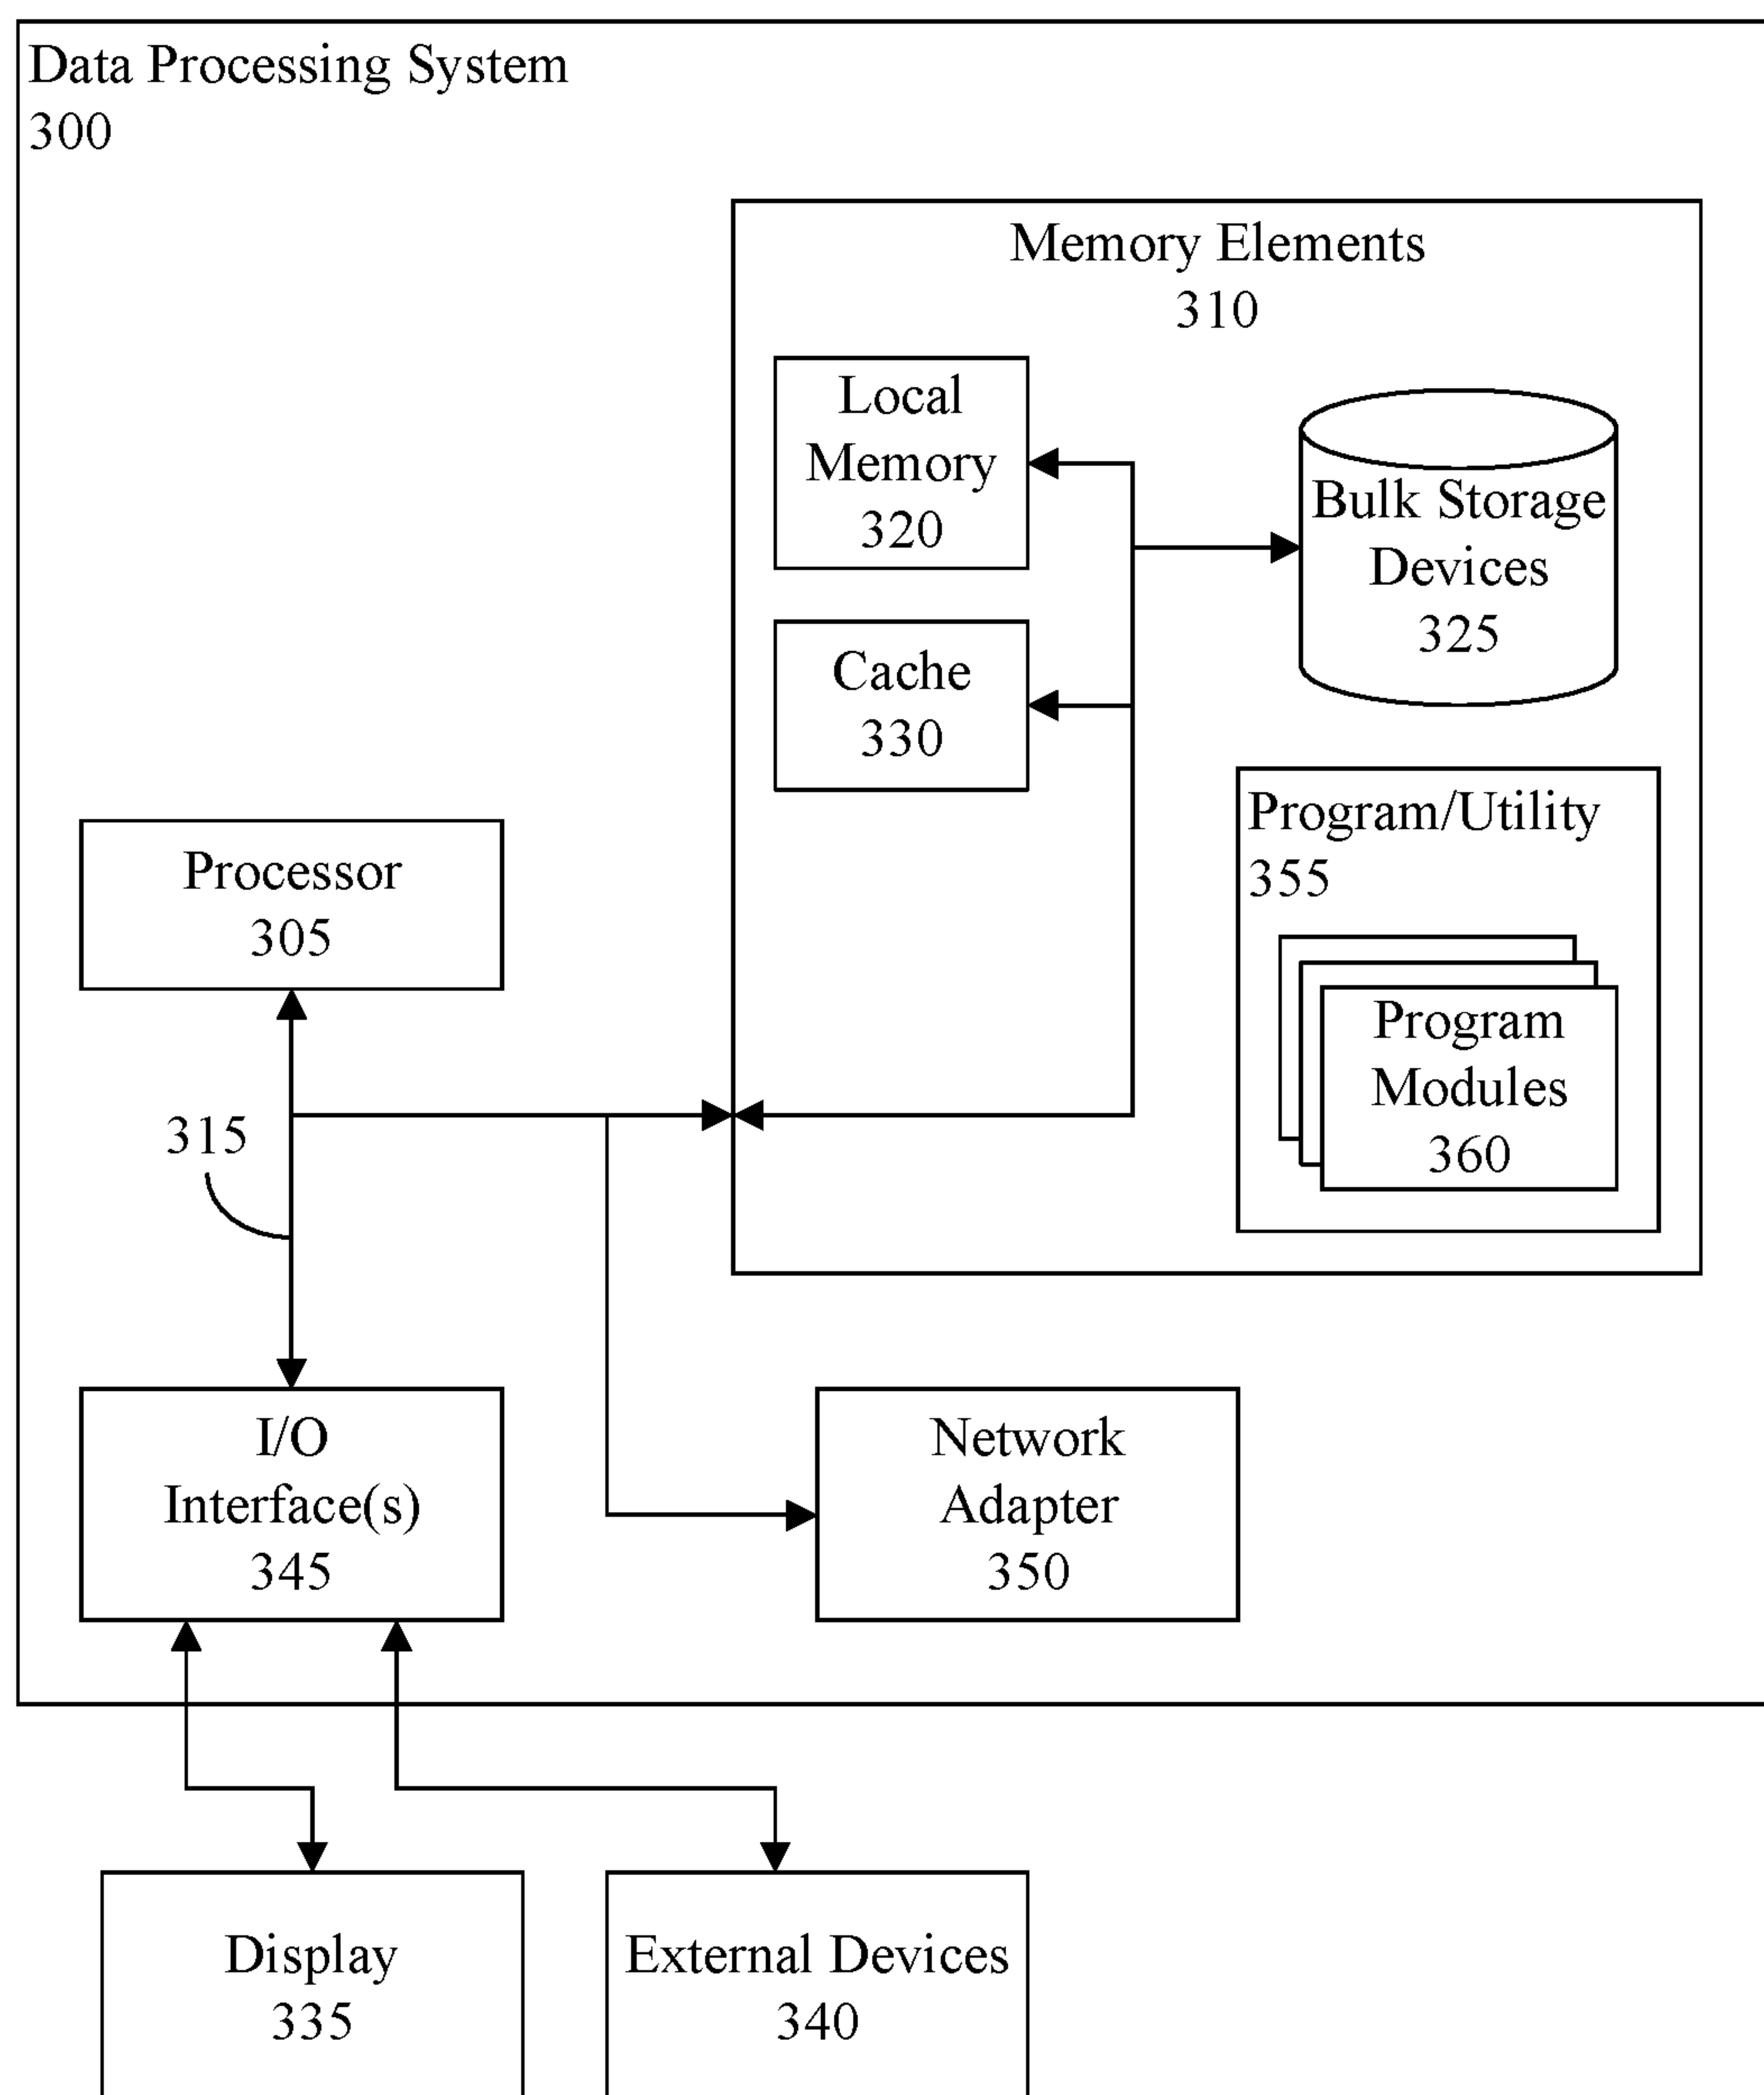 Data Processing System
300
Memory Elements
310
Local
Memory
320
Bulk Storage
Devices
325
Cache
330
Program/Utility
355
Processor
305
Program
Modules
360
315
I/O
Interface(s)
345
Network
Adapter
350
Display
335
External Devices
340